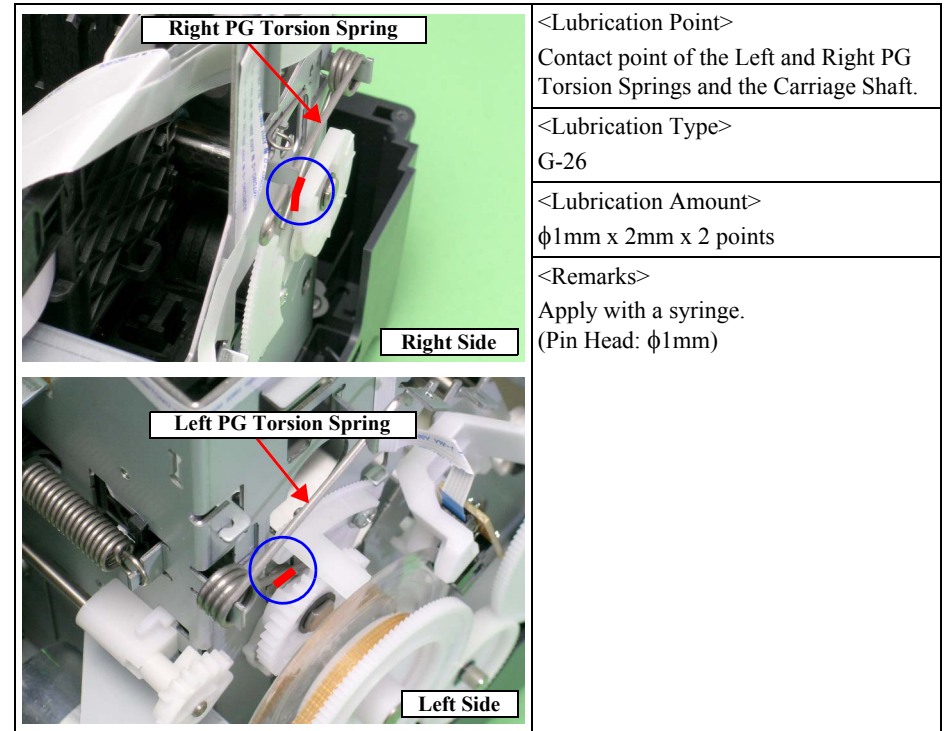 Right PG Torsion Spring
Right Side
Left PG Torsion Spring
Left Side
<Lubrication Point>
Contact point of the Left and Right PG
Torsion Springs and the Carriage Shaft.
<Lubrication Type>
G-26
<Lubrication Amount>
ϕ1mm x 2mm x 2 points
<Remarks>
Apply with a syringe.
(Pin Head: ϕ1mm)